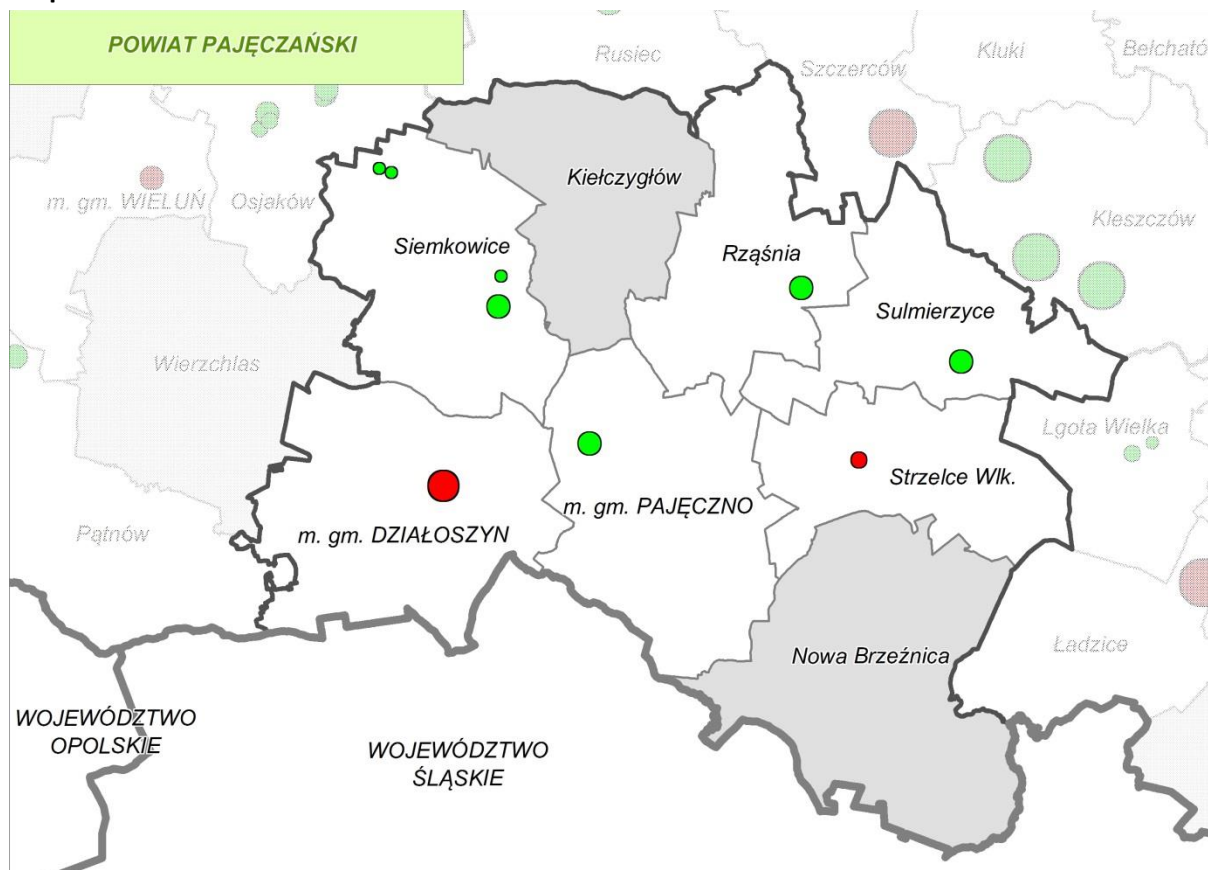 POWIAT PAJĘCZAŃSKI
Rusiec
Kluki
Bełcható
Szczerców
Kiełczygłów
m. gm. WIELUŃ
Osjaków
Kleszczów
Siemkowice
Rząśnia
Sulmierzyce
Wierzchlas
Lgota Wielka
Strzelce Wlk.
m. gm. PAJĘCZNO
m. gm. DZIAŁOSZYN
Pątnów
Nowa Brzeźnica
Ładzice
WOJEWÓDZTWO
OPOLSKIE
WOJEWÓDZTWO
ŚLĄSKIE